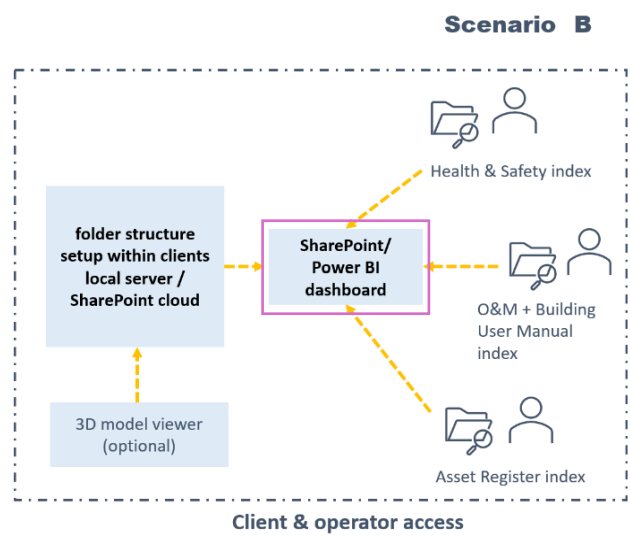 Scenario B
Health & Safety index
folder structure
setup within clients
local server /
SharePoint cloud
SharePoint/
Power BI
dashboard
O&M + Building
User Manual
index
3D model viewer
(optional)
Asset Register index
Client & operator access